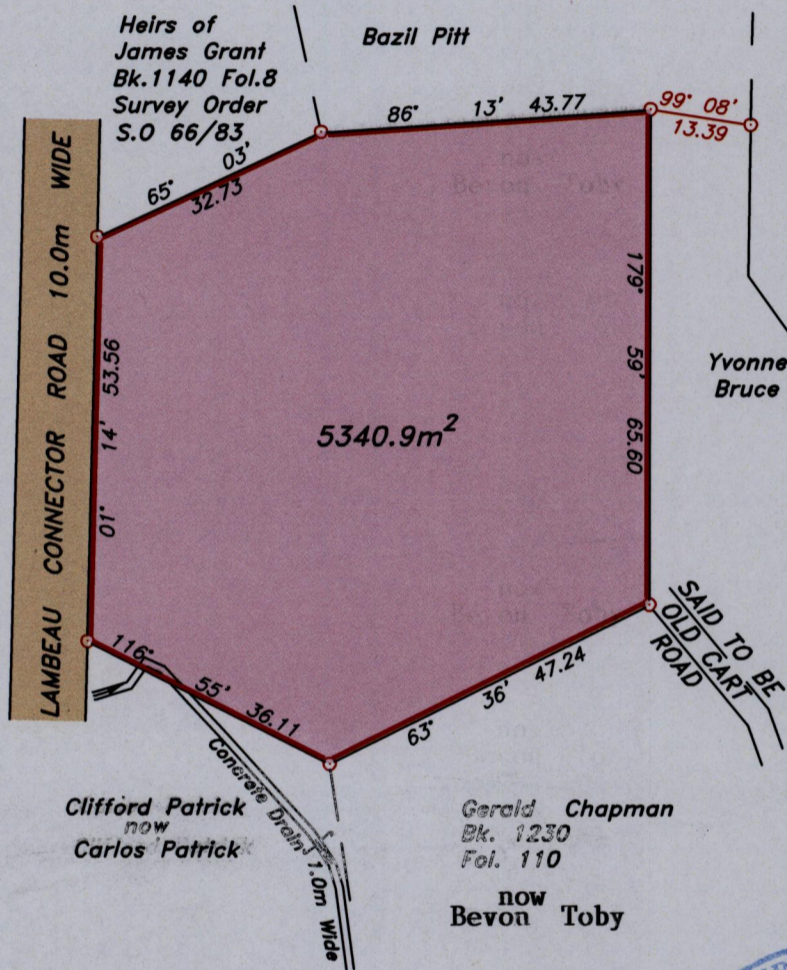 Heirs of
James Grant
Bk.1140 Fol.8
Survey Order
S.O 66/83
Bazil Pitt
86° 13' 43.77
99° 08'
13.39
65° 03'
32.73
LAMBEAU CONNECTOR ROAD 10.0m WIDE
01° 14' 53.56
179° 59' 65.60
Yvonne
Bruce
5340.9m²
SAID TO BE
OLD CART
ROAD
116° 55' 36.11
63° 36' 47.24
Concrete Drain 1.0m Wide
Clifford Patrick
now
Carlos Patrick
Gerald Chapman
Bk. 1230
Fol. 110
now
Bevon Toby